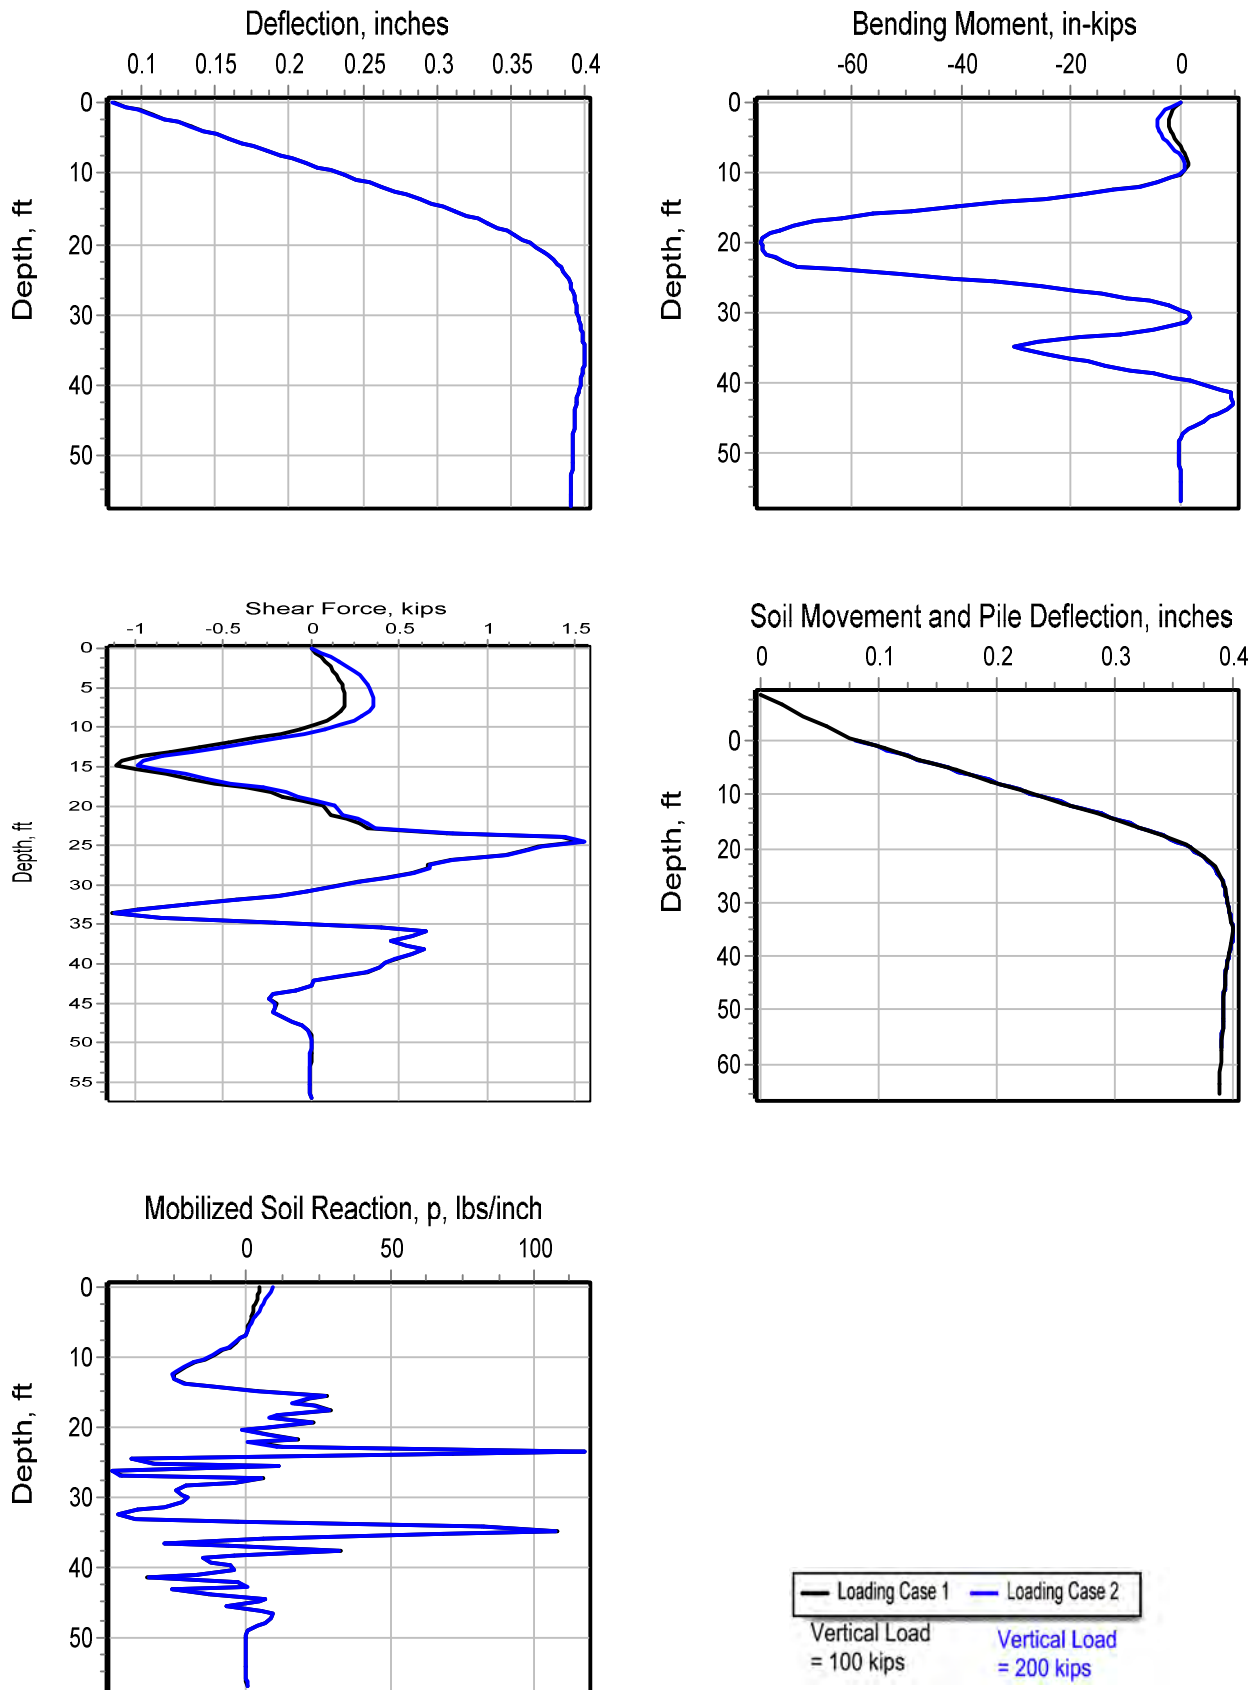 Deflection, inches
0.1 0.15 0.2 0.25 0.3 0.35 0.4
Depth, ft
0
10
20
30
40
50
Bending Moment, in-kips
-60 -40 -20 0
Depth, ft
0
10
20
30
40
50
Shear Force, kips
-1 -0.5 0 0.5 1 1.5
Depth, ft
0
5
10
15
20
25
30
35
40
45
50
55
Soil Movement and Pile Deflection, inches
0 0.1 0.2 0.3 0.4
Depth, ft
0
10
20
30
40
50
60
Mobilized Soil Reaction, p, lbs/inch
0 50 100
Depth, ft
0
10
20
30
40
50
Loading Case 1 Loading Case 2
Vertical Load
= 100 kips
Vertical Load
= 200 kips